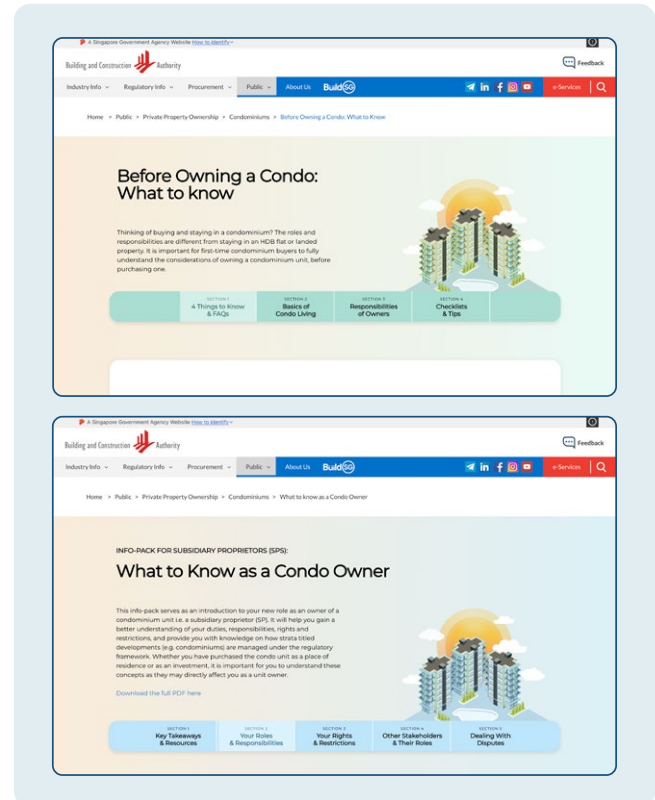 A Singapore Government Agency Website How to identify
Building and Construction Authority
Feedback
Industry Info Regulatory Info Procurement Public About Us BuildSG e-Services
Home > Public > Private Property Ownership > Condominiums > Before Owning a Condo: What to Know
Before Owning a Condo:
What to know
Thinking of buying and staying in a condominium? The roles and
responsibilities are different from staying in an HDB flat or landed
property. It is important for first-time condominium buyers to fully
understand the considerations of owning a condominium unit, before
purchasing one.
SECTION 1
4 Things to Know
& FAQs
SECTION 2
Basics of
Condo Living
SECTION 3
Responsibilities
of Owners
SECTION 4
Checklists
& Tips
A Singapore Government Agency Website How to identify
Building and Construction Authority
Feedback
Industry Info Regulatory Info Procurement Public About Us BuildSG e-Services
Home > Public > Private Property Ownership > Condominiums > What to know as a Condo Owner
INFO-PACK FOR SUBSIDIARY PROPRIETORS (SPS):
What to Know as a Condo Owner
This info-pack serves as an introduction to your new role as an owner of a
condominium unit i.e. a subsidiary proprietor (SP). It will help you gain a
better understanding of your duties, responsibilities, rights and
restrictions, and provide you with knowledge on how strata titled
developments (e.g. condominiums) are managed under the regulatory
framework. Whether you have purchased the condo unit as a place of
residence or as an investment, it is important for you to understand these
concepts as they may directly affect you as a unit owner.
Download the full PDF here
SECTION 1
Key Takeaways
& Resources
SECTION 2
Your Roles
& Responsibilities
SECTION 3
Your Rights
& Restrictions
SECTION 4
Other Stakeholders
& Their Roles
SECTION 5
Dealing With
Disputes